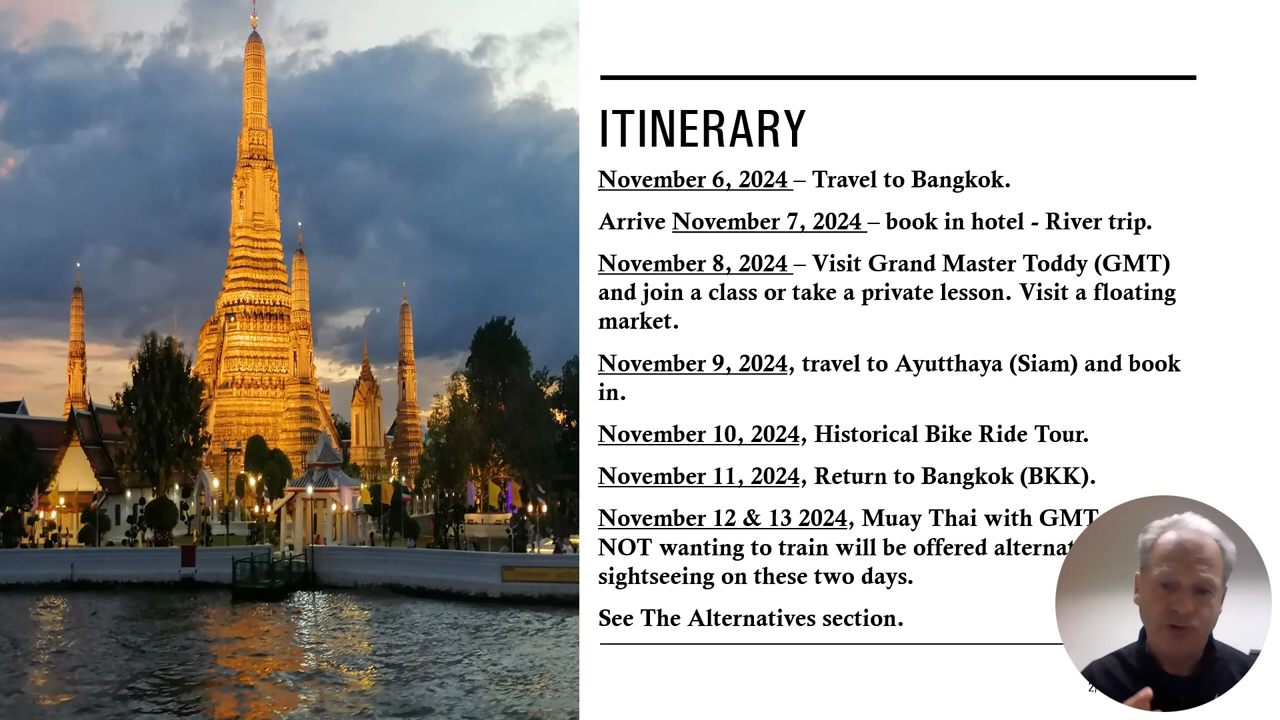 ITINERARY
November 6, 2024 – Travel to Bangkok.
Arrive November 7, 2024 – book in hotel - River trip.
November 8, 2024 – Visit Grand Master Toddy (GMT)
and join a class or take a private lesson. Visit a floating
market.
November 9, 2024, travel to Ayutthaya (Siam) and book
in.
November 10, 2024, Historical Bike Ride Tour.
November 11, 2024, Return to Bangkok (BKK).
November 12 & 13 2024, Muay Thai with GMT
NOT wanting to train will be offered
sightseeing on these two days.
See The Alternatives section.